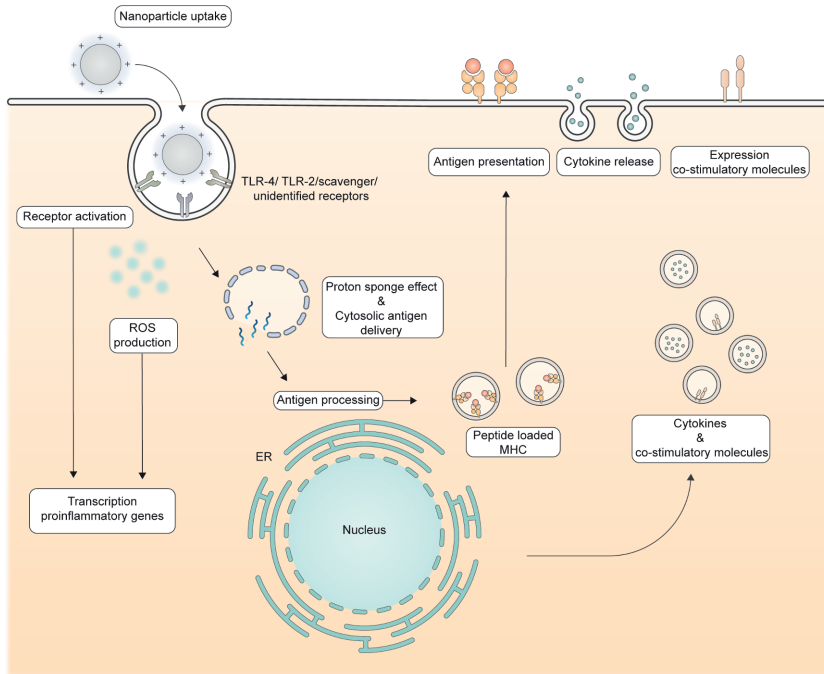 Nanoparticle uptake
+ + + + + + + +
+ + + + + + + +
TLR-4/ TLR-2/scavenger/
unidentified receptors
Receptor activation
ROS
production
Transcription
proinflammatory genes
Proton sponge effect
&
Cytosolic antigen
delivery
Antigen processing
ER
Nucleus
Peptide loaded
MHC
Antigen presentation
Cytokine release
Expression
co-stimulatory molecules
Cytokines
&
co-stimulatory molecules